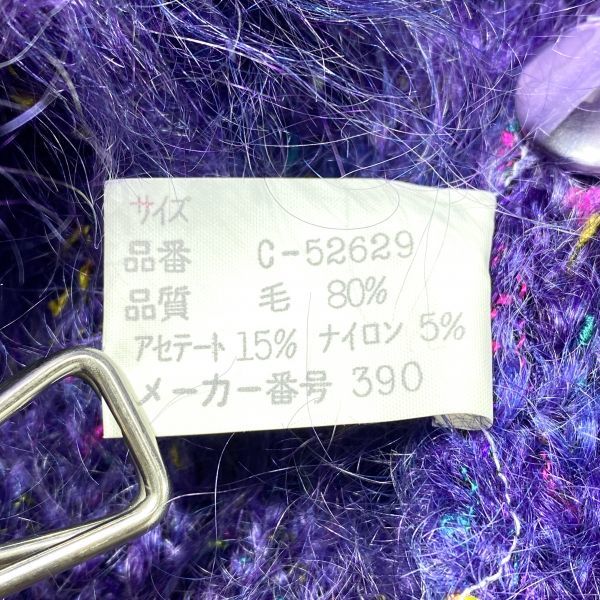 サイズ
品番 C-52629
品質 毛 80%
アセテート 15% ナイロン 5%
メーカー番号 390